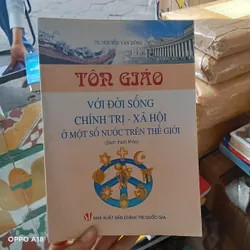 TÔN GIÁO
VỚI ĐỜI SỐNG
CHÍNH TRỊ - XÃ HỘI
Ở MỘT SỐ NƯỚC TRÊN THẾ GIỚI
(Sách tham khảo)
NHÀ XUẤT BẢN CHÍNH TRỊ QUỐC GIA
OPPO A18